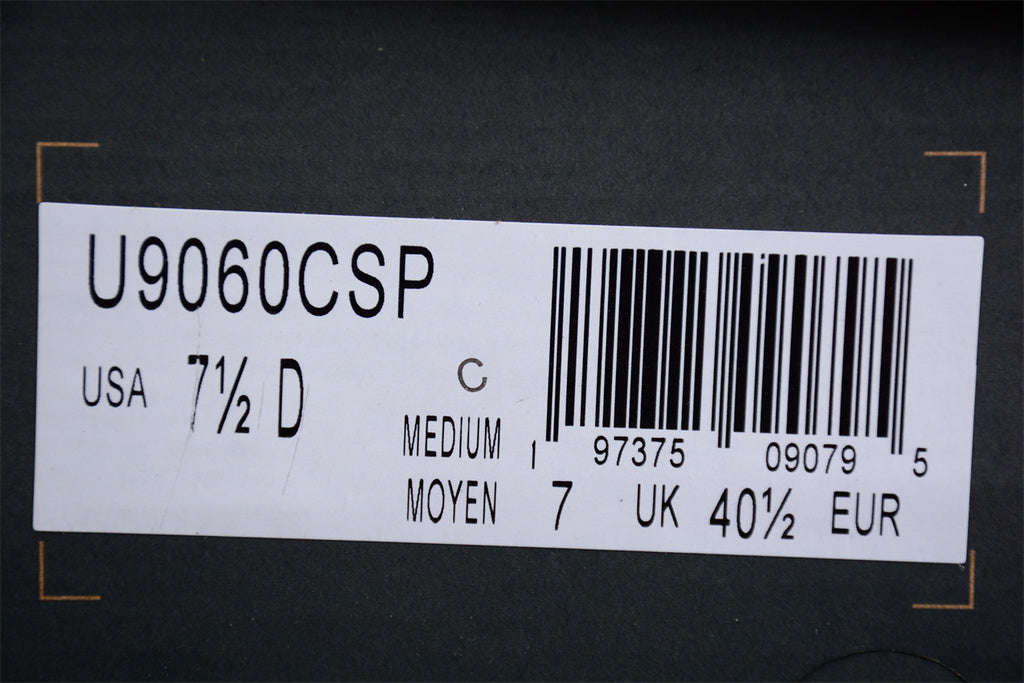 U9060CSP
USA 7½ D
C
MEDIUM
1 97375 09079 5
MOYEN 7 UK 40½ EUR